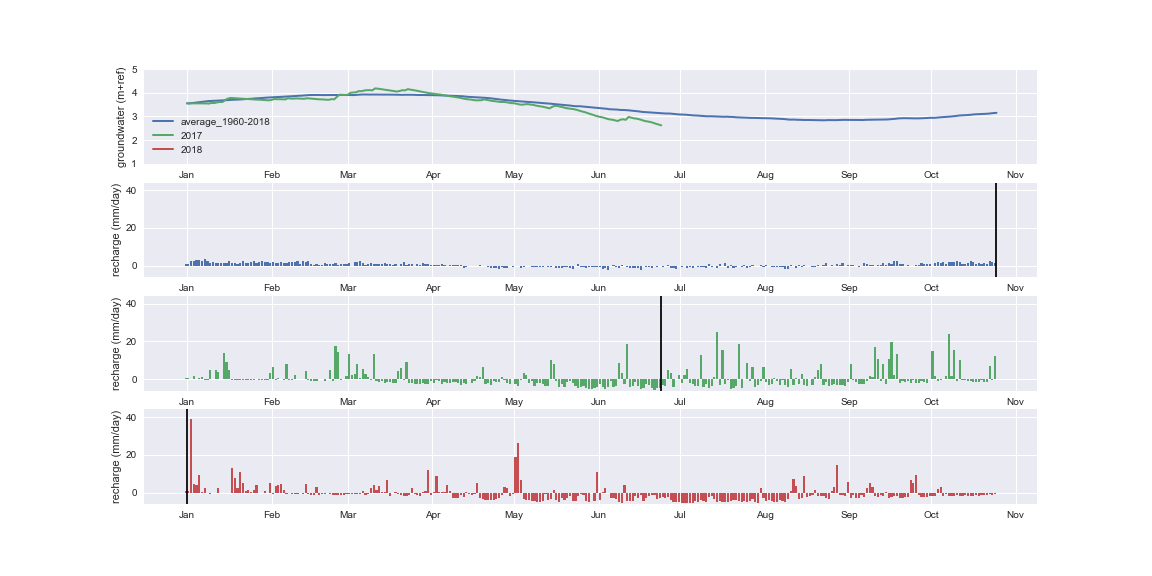 groundwater (m+ref)
5
4
3
2
1
average_1960-2018
2017
2018
Jan Feb Mar Apr May Jun Jul Aug Sep Oct Nov
recharge (mm/day)
40
20
0
Jan Feb Mar Apr May Jun Jul Aug Sep Oct Nov
recharge (mm/day)
40
20
0
Jan Feb Mar Apr May Jun Jul Aug Sep Oct Nov
recharge (mm/day)
40
20
0
Jan Feb Mar Apr May Jun Jul Aug Sep Oct Nov